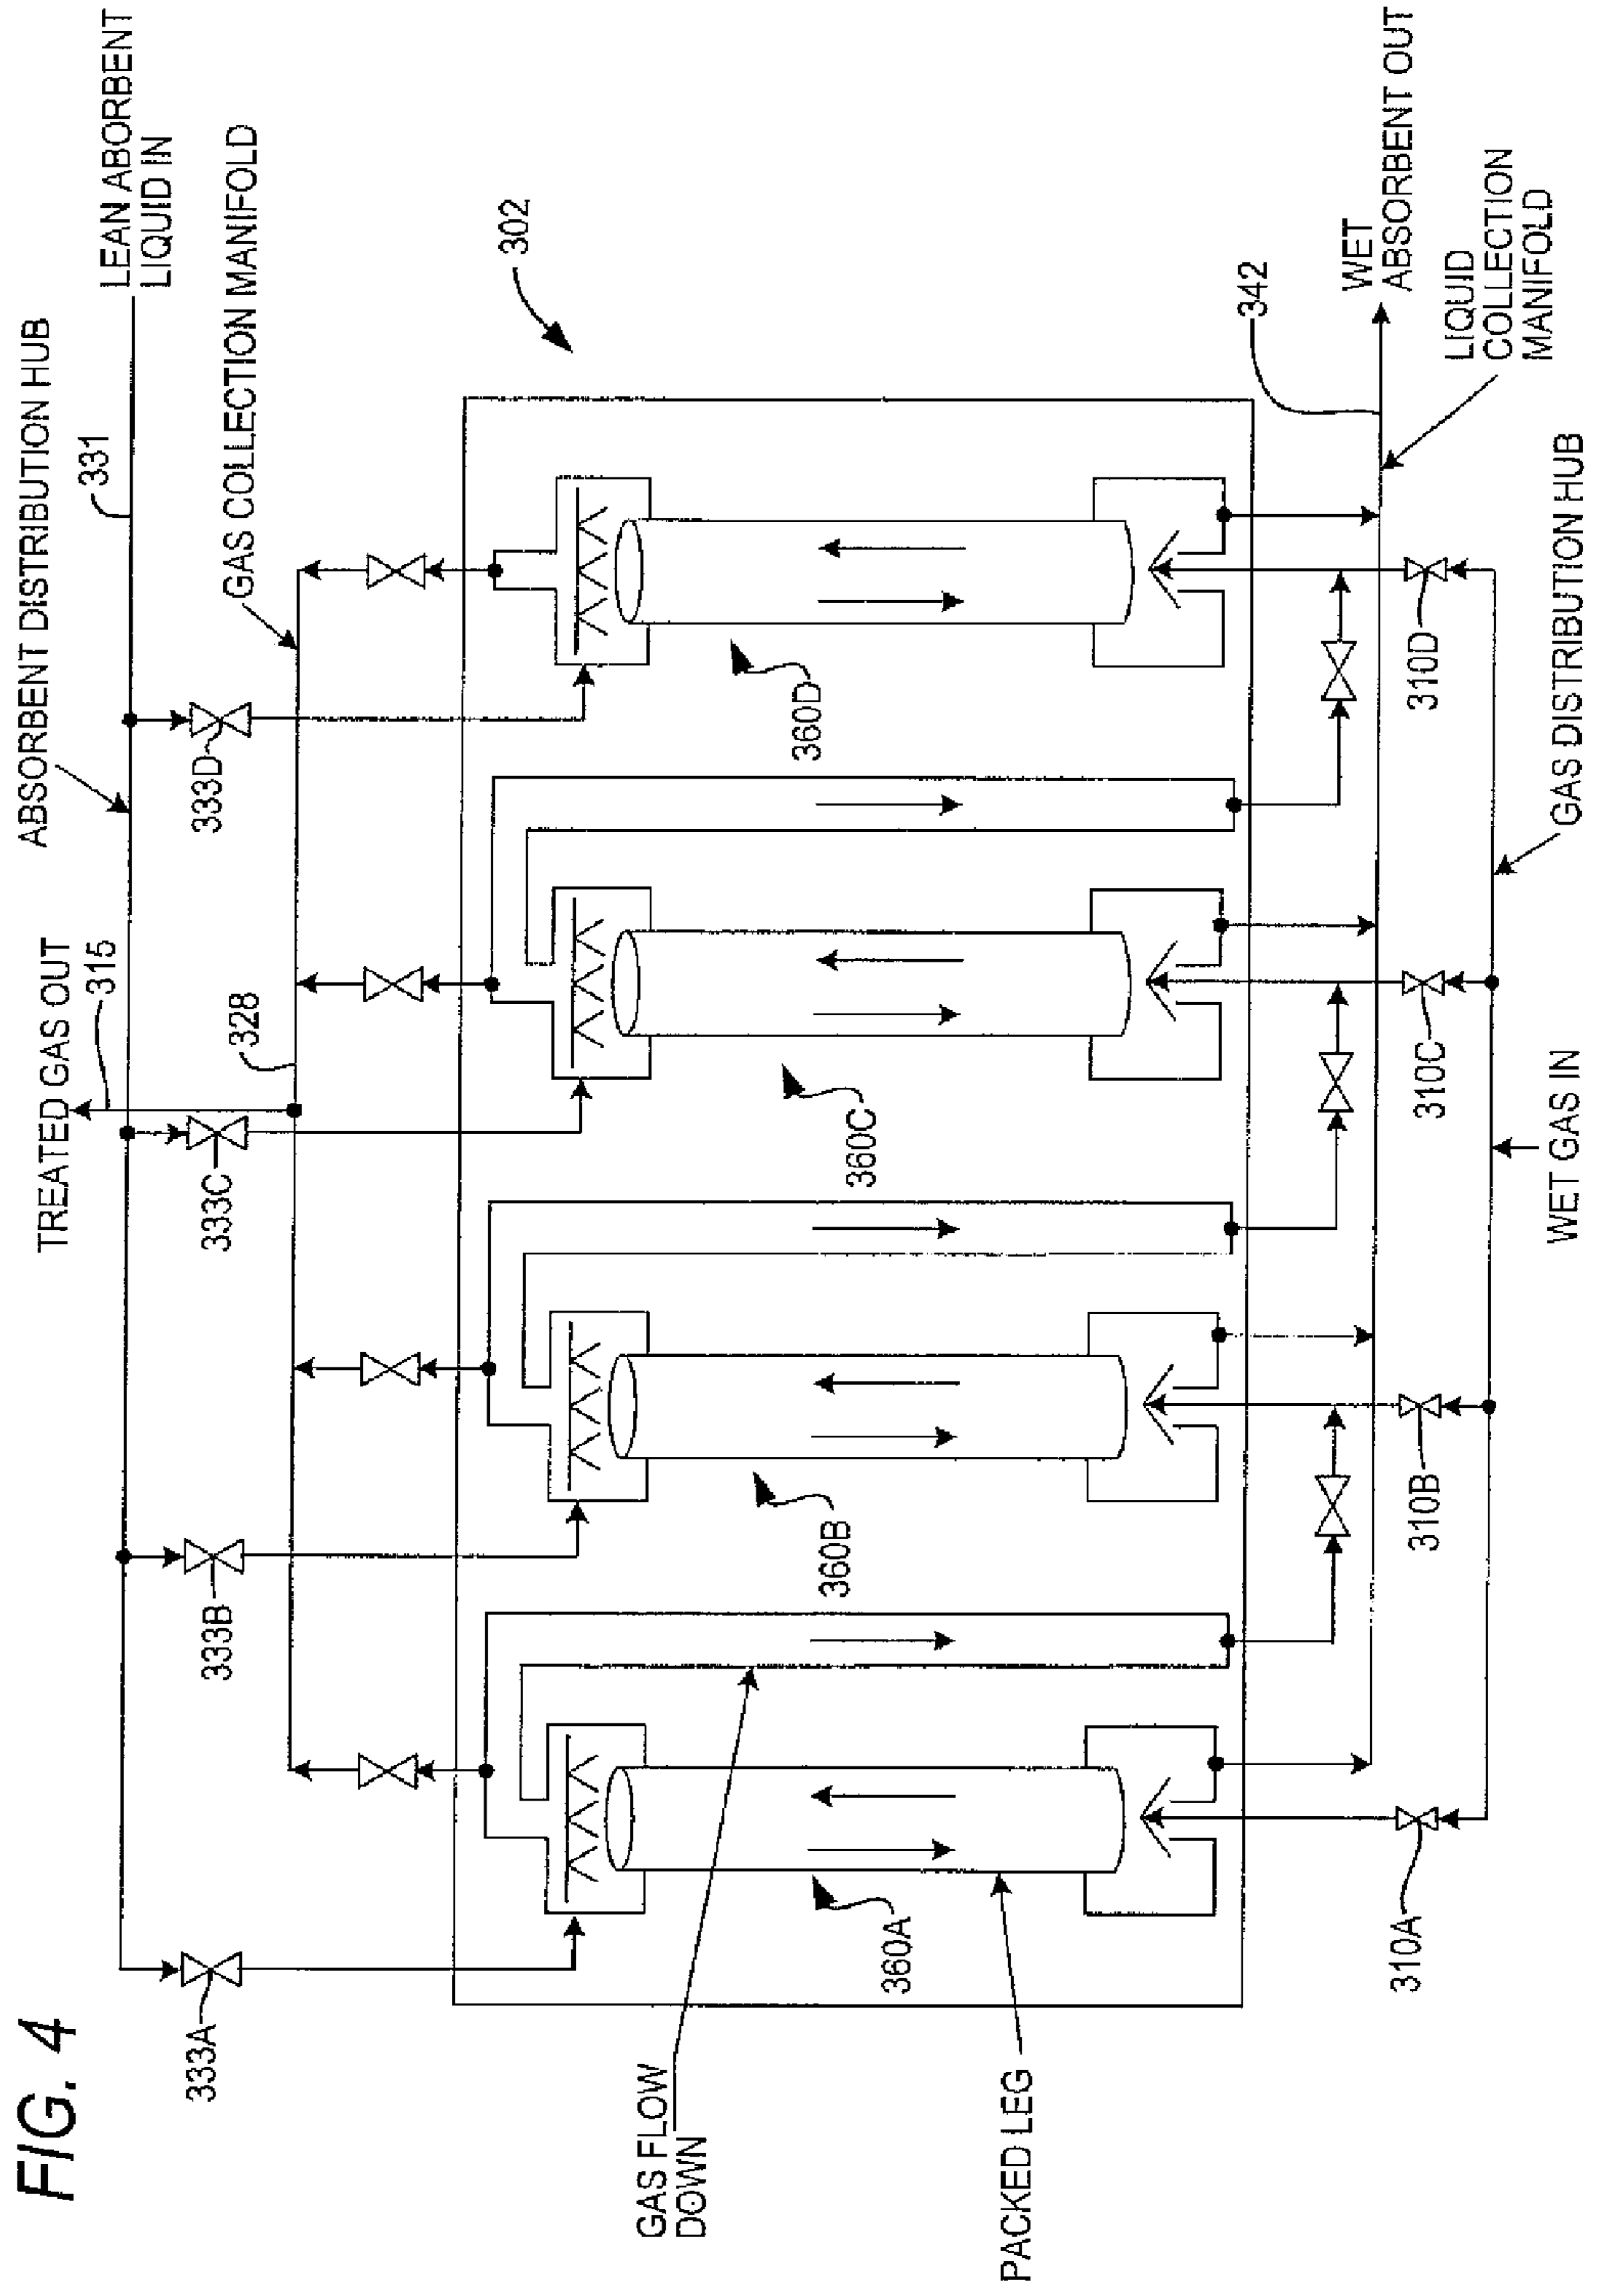 FIG. 4
ABSORBENT DISTRIBUTION HUB
331
LEAN ABORBENT
LIQUID IN
TREATED GAS OUT
315
GAS COLLECTION MANIFOLD
328
333A
333B
333C
333D
302
GAS FLOW
DOWN
PACKED LEG
360A
360B
360C
360D
342
WET
ABSORBENT OUT
LIQUID
COLLECTION
MANIFOLD
310A
310B
310C
310D
WET GAS IN
GAS DISTRIBUTION HUB